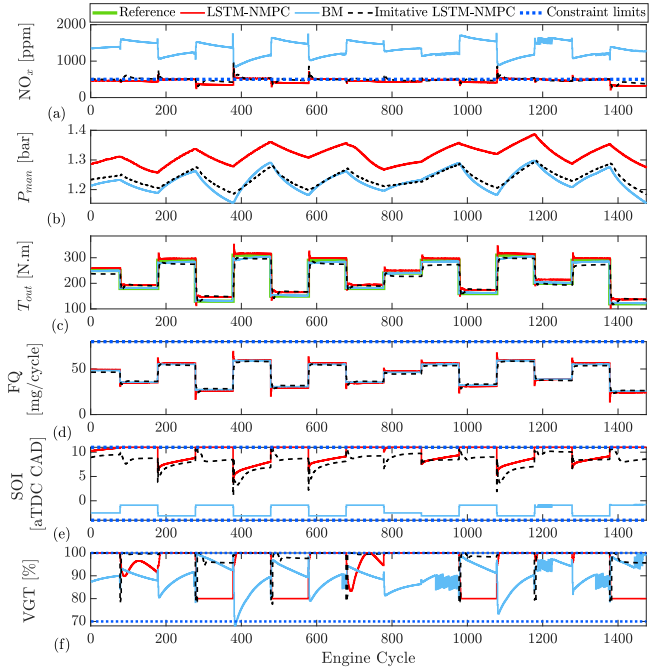 Reference LSTM-NMPC BM Imitative LSTM-NMPC Constraint limits
2000
1000
0
NOx [ppm]
(a)
0 200 400 600 800 1000 1200 1400
1.4
1.3
1.2
Pman [bar]
(b)
0 200 400 600 800 1000 1200 1400
300
200
100
Tout [N.m]
(c)
0 200 400 600 800 1000 1200 1400
50
0
FQ
[mg/cycle]
(d)
0 200 400 600 800 1000 1200 1400
10
5
0
SOI
[aTDC CAD]
(e)
0 200 400 600 800 1000 1200 1400
100
90
80
70
VGT [%]
(f)
0 200 400 600 800 1000 1200 1400
Engine Cycle